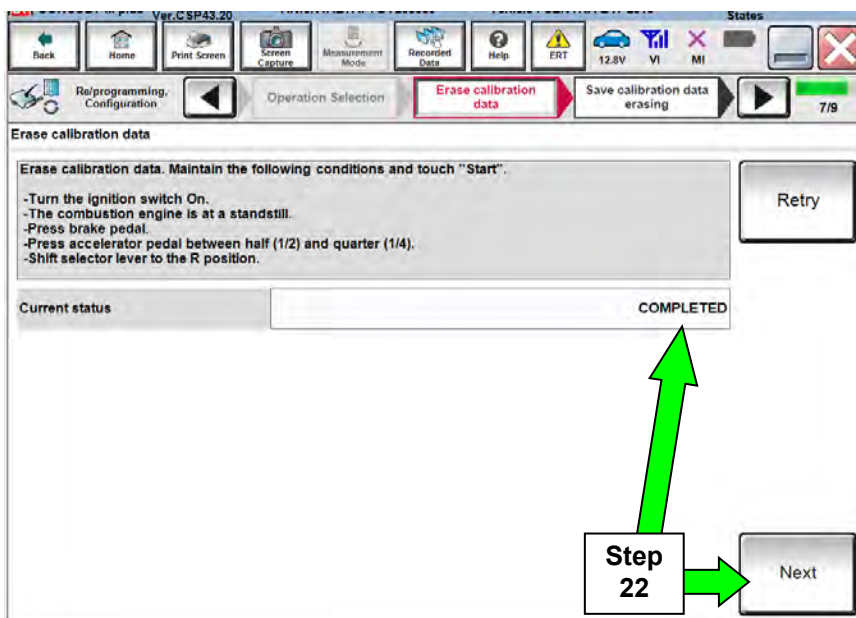 Ver.CSP43.20
States
Back
Home
Print Screen
Screen
Capture
Measurement
Mode
Recorded
Data
Help
ERT
12.8V
VI
MI
Re/programming,
Configuration
Operation Selection
Erase calibration
data
Save calibration data
erasing
7/9
Erase calibration data
Erase calibration data. Maintain the following conditions and touch "Start".
-Turn the ignition switch On.
-The combustion engine is at a standstill.
-Press brake pedal.
-Press accelerator pedal between half (1/2) and quarter (1/4).
-Shift selector lever to the R position.
Retry
Current status
COMPLETED
Step
22
Next